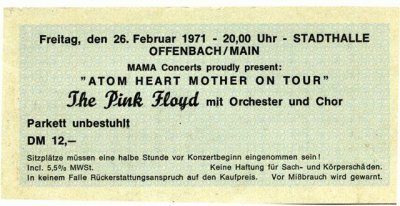 Freitag, den 26. Februar 1971 - 20,00 Uhr - STADTHALLE
OFFENBACH/MAIN
MAMA Concerts proudly present:
"ATOM HEART MOTHER ON TOUR"
The Pink Floyd mit Orchester und Chor
Parkett unbestuhlt
DM 12,—
Sitzplätze müssen eine halbe Stunde vor Konzertbeginn eingenommen sein!
Incl. 5,5% MWSt. Keine Haftung für Sach- und Körperschäden.
In keinem Falle Rückerstattungsanspruch auf den Kaufpreis. Vor Mißbrauch wird gewarnt.